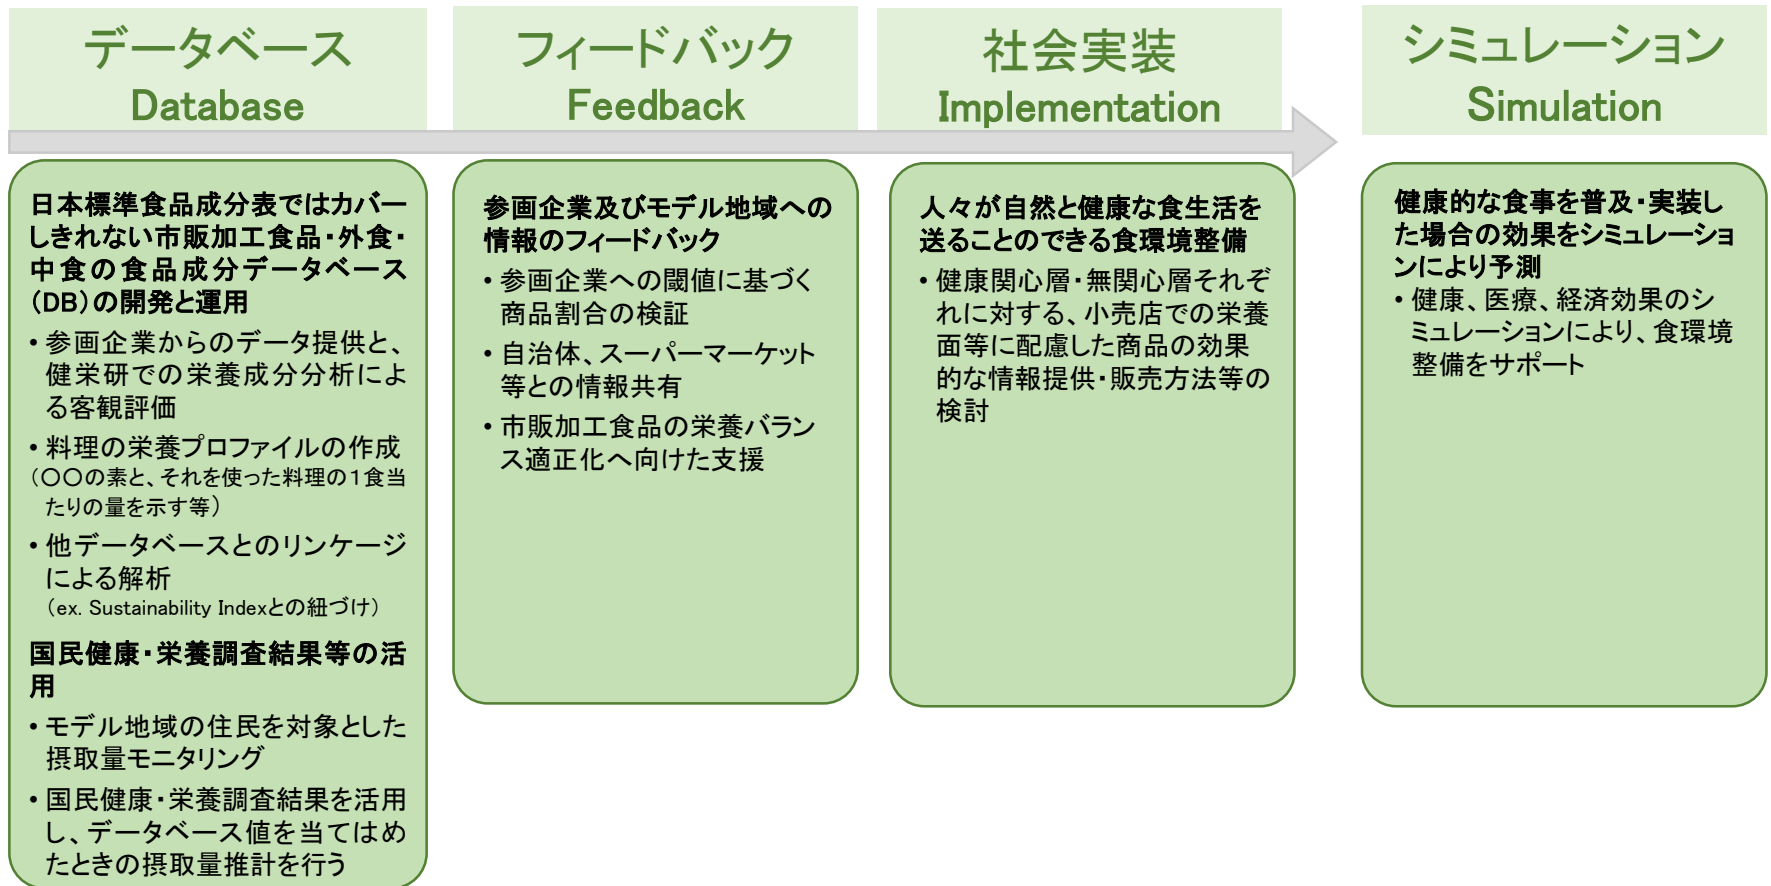 データベース
Database
日本標準食品成分表ではカバー
しきれない市販加工食品・外食・
中食の食品成分データベース
（DB）の開発と運用
• 参画企業からのデータ提供と、
健栄研での栄養成分分析によ
る客観評価
• 料理の栄養プロファイルの作成
（〇〇の素と、それを使った料理の１食当
たりの量を示す等）
• 他データベースとのリンケージ
による解析
（ex. Sustainability Indexとの紐づけ）
国民健康・栄養調査結果等の活
用
• モデル地域の住民を対象とした
摂取量モニタリング
• 国民健康・栄養調査結果を活用
し、データベース値を当てはめ
たときの摂取量推計を行う
フィードバック
Feedback
参画企業及びモデル地域への
情報のフィードバック
• 参画企業への閾値に基づく
商品割合の検証
• 自治体、スーパーマーケット
等との情報共有
• 市販加工食品の栄養バラン
ス適正化へ向けた支援
社会実装
Implementation
人々が自然と健康な食生活を
送ることのできる食環境整備
• 健康関心層・無関心層それぞ
れに対する、小売店での栄養
面等に配慮した商品の効果
的な情報提供・販売方法等の
検討
シミュレーション
Simulation
健康的な食事を普及・実装し
た場合の効果をシミュレーショ
ンにより予測
• 健康、医療、経済効果のシ
ミュレーションにより、食環境
整備をサポート